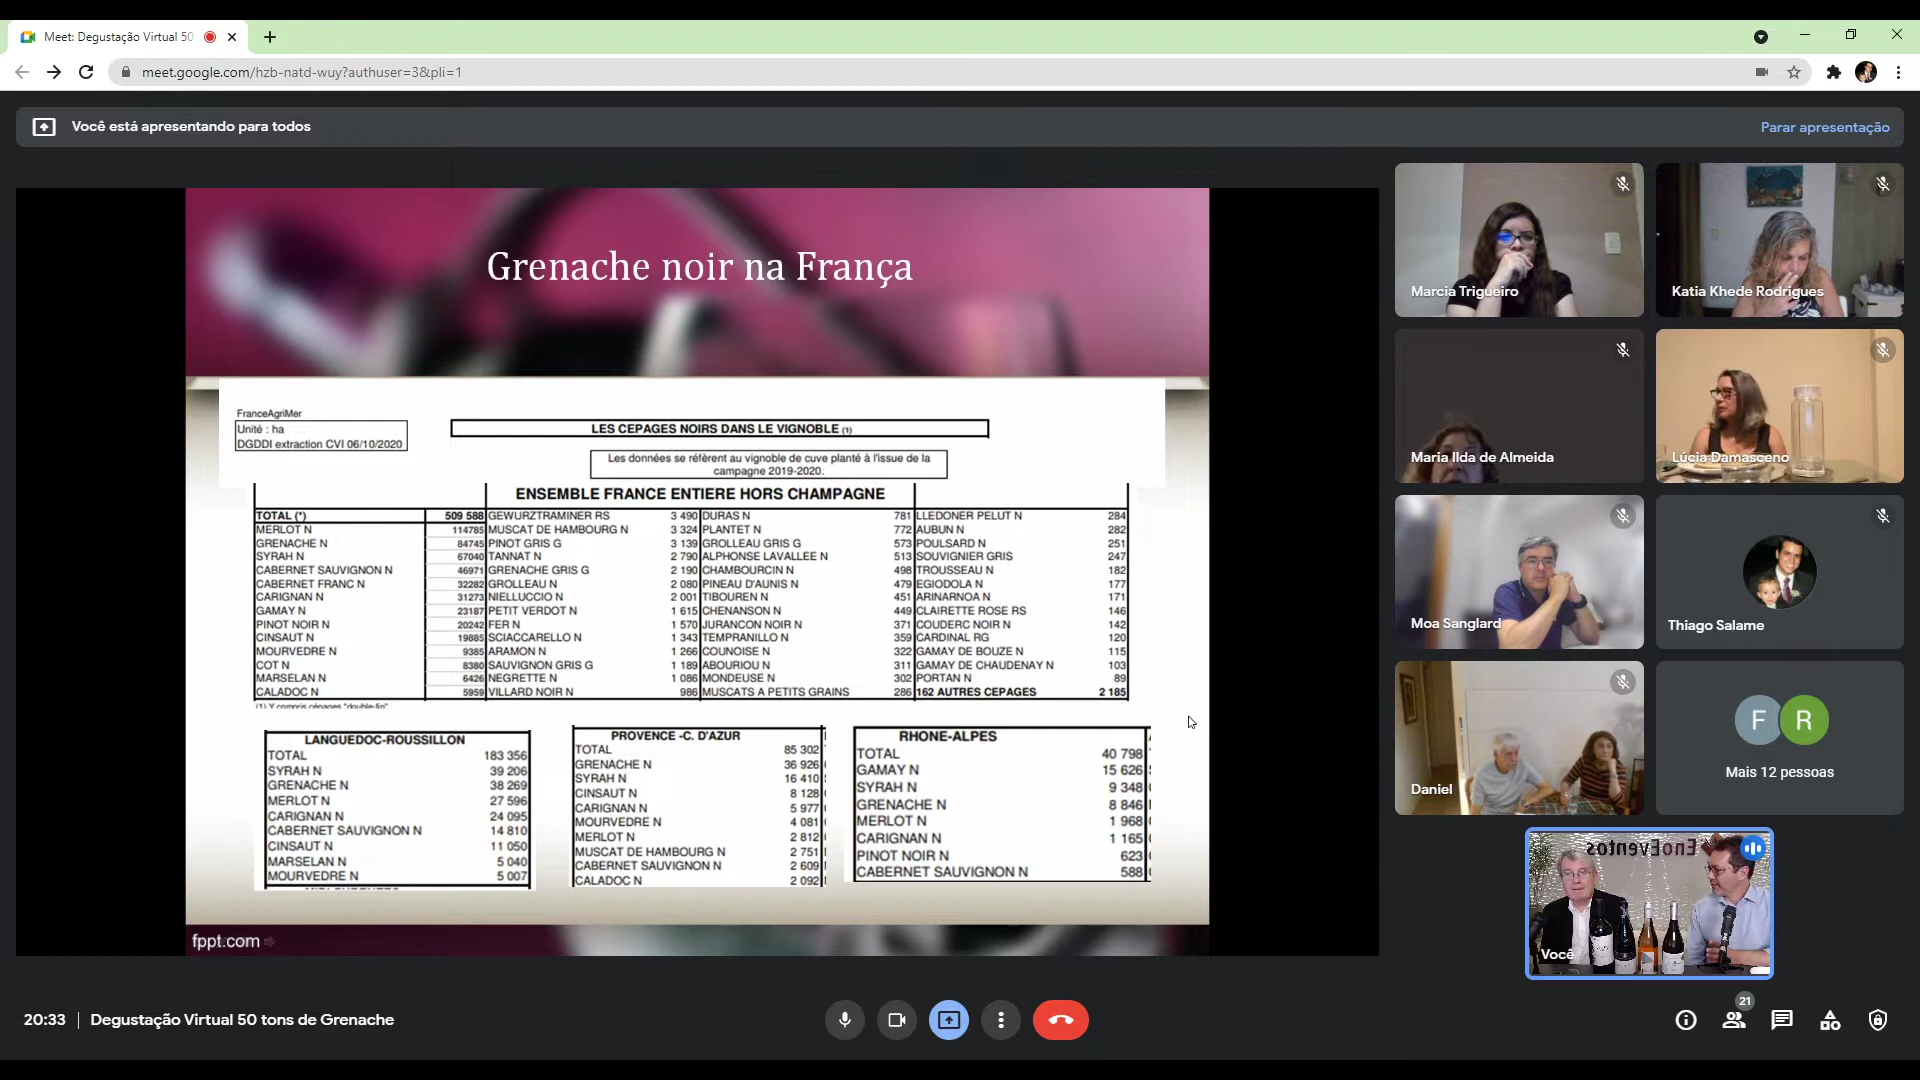 Meet: Degustação Virtual 50
meet.google.com/hzb-natd-wuy?authuser=3&pli=1
Você está apresentando para todos
Parar apresentação
Grenache noir na França
FranceAgriMer
Unité : ha
DGDDI extraction CVI 06/10/2020
LES CEPAGES NOIRS DANS LE VIGNOBLE (1)
Les données se réfèrent au vignoble de cuve planté à l'issue de la
campagne 2019-2020.
ENSEMBLE FRANCE ENTIERE HORS CHAMPAGNE
TOTAL (*) 509 588 GEWURZTRAMINER RS 3 490 DURAS N 781 LLEDONER PELUT N 284
MERLOT N 114785 MUSCAT DE HAMBOURG N 3 324 PLANTET N 772 AUBUN N 282
GRENACHE N 84745 PINOT GRIS G 3 139 GROLLEAU GRIS G 573 POULSARD N 251
SYRAH N 67040 TANNAT N 2 790 ALPHONSE LAVALLEE N 513 SOUVIGNIER GRIS 247
CABERNET SAUVIGNON N 46971 GRENACHE GRIS G 2 190 CHAMBOURCIN N 498 TROUSSEAU N 182
CABERNET FRANC N 32282 GROLLEAU N 2 080 PINEAU D'AUNIS N 479 EGIODOLA N 177
CARIGNAN N 31273 NIELLUCCIO N 2 001 TIBOUREN N 451 ARINARNOA N 171
GAMAY N 23187 PETIT VERDOT N 1 615 CHENANSON N 449 CLAIRETTE ROSE RS 146
PINOT NOIR N 20242 FER N 1 570 JURANCON NOIR N 371 COUDERC NOIR N 142
CINSAUT N 19885 SCIACCARELLO N 1 343 TEMPRANILLO N 359 CARDINAL RG 120
MOURVEDRE N 9385 ARAMON N 1 266 COUNOISE N 322 GAMAY DE BOUZE N 115
COT N 8380 SAUVIGNON GRIS G 1 189 ABOURIOU N 311 GAMAY DE CHAUDENAY N 103
MARSELAN N 6426 NEGRETTE N 1 086 MONDEUSE N 302 PORTAN N 89
CALADOC N 5959 VILLARD NOIR N 986 MUSCATS A PETITS GRAINS 286 162 AUTRES CEPAGES 2 185
(1) Y compris cépages "double-fin"
LANGUEDOC-ROUSSILLON
TOTAL 183 356
SYRAH N 39 206
GRENACHE N 38 269
MERLOT N 27 596
CARIGNAN N 24 095
CABERNET SAUVIGNON N 14 810
CINSAUT N 11 050
MARSELAN N 5 040
MOURVEDRE N 5 007
PROVENCE -C. D'AZUR
TOTAL 85 302
GRENACHE N 36 926
SYRAH N 16 410
CINSAUT N 8 128
CARIGNAN N 5 977
MOURVEDRE N 4 081
MERLOT N 2 812
MUSCAT DE HAMBOURG N 2 751
CABERNET SAUVIGNON N 2 609
CALADOC N 2 092
RHONE-ALPES
TOTAL 40 798
GAMAY N 15 626
SYRAH N 9 348
GRENACHE N 8 846
MERLOT N 1 968
CARIGNAN N 1 165
PINOT NOIR N 623
CABERNET SAUVIGNON N 588
fppt.com
Marcia Trigueiro
Katia Khede Rodrigues
Maria Ilda de Almeida
Lúcia Damasceno
Moa Sanglard
Thiago Salame
Daniel
F R
Mais 12 pessoas
EnoEventos
Você
20:33 | Degustação Virtual 50 tons de Grenache
21